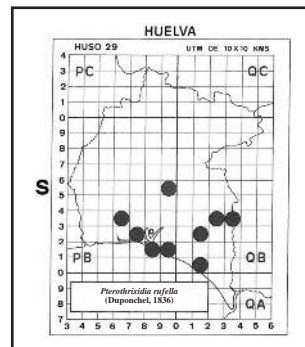 HUELVA
HUSO 29 UTM DE 10 X 10 KMS
4 PC QC
3
2
1
0
9
8
7
6
S
5
4
3
2
1 PB QB
0
9
8 QA
7
Pterothrixidia rufella
(Duponchel, 1836)
3 4 5 6 7 8 9 0 1 2 3 4 5 6